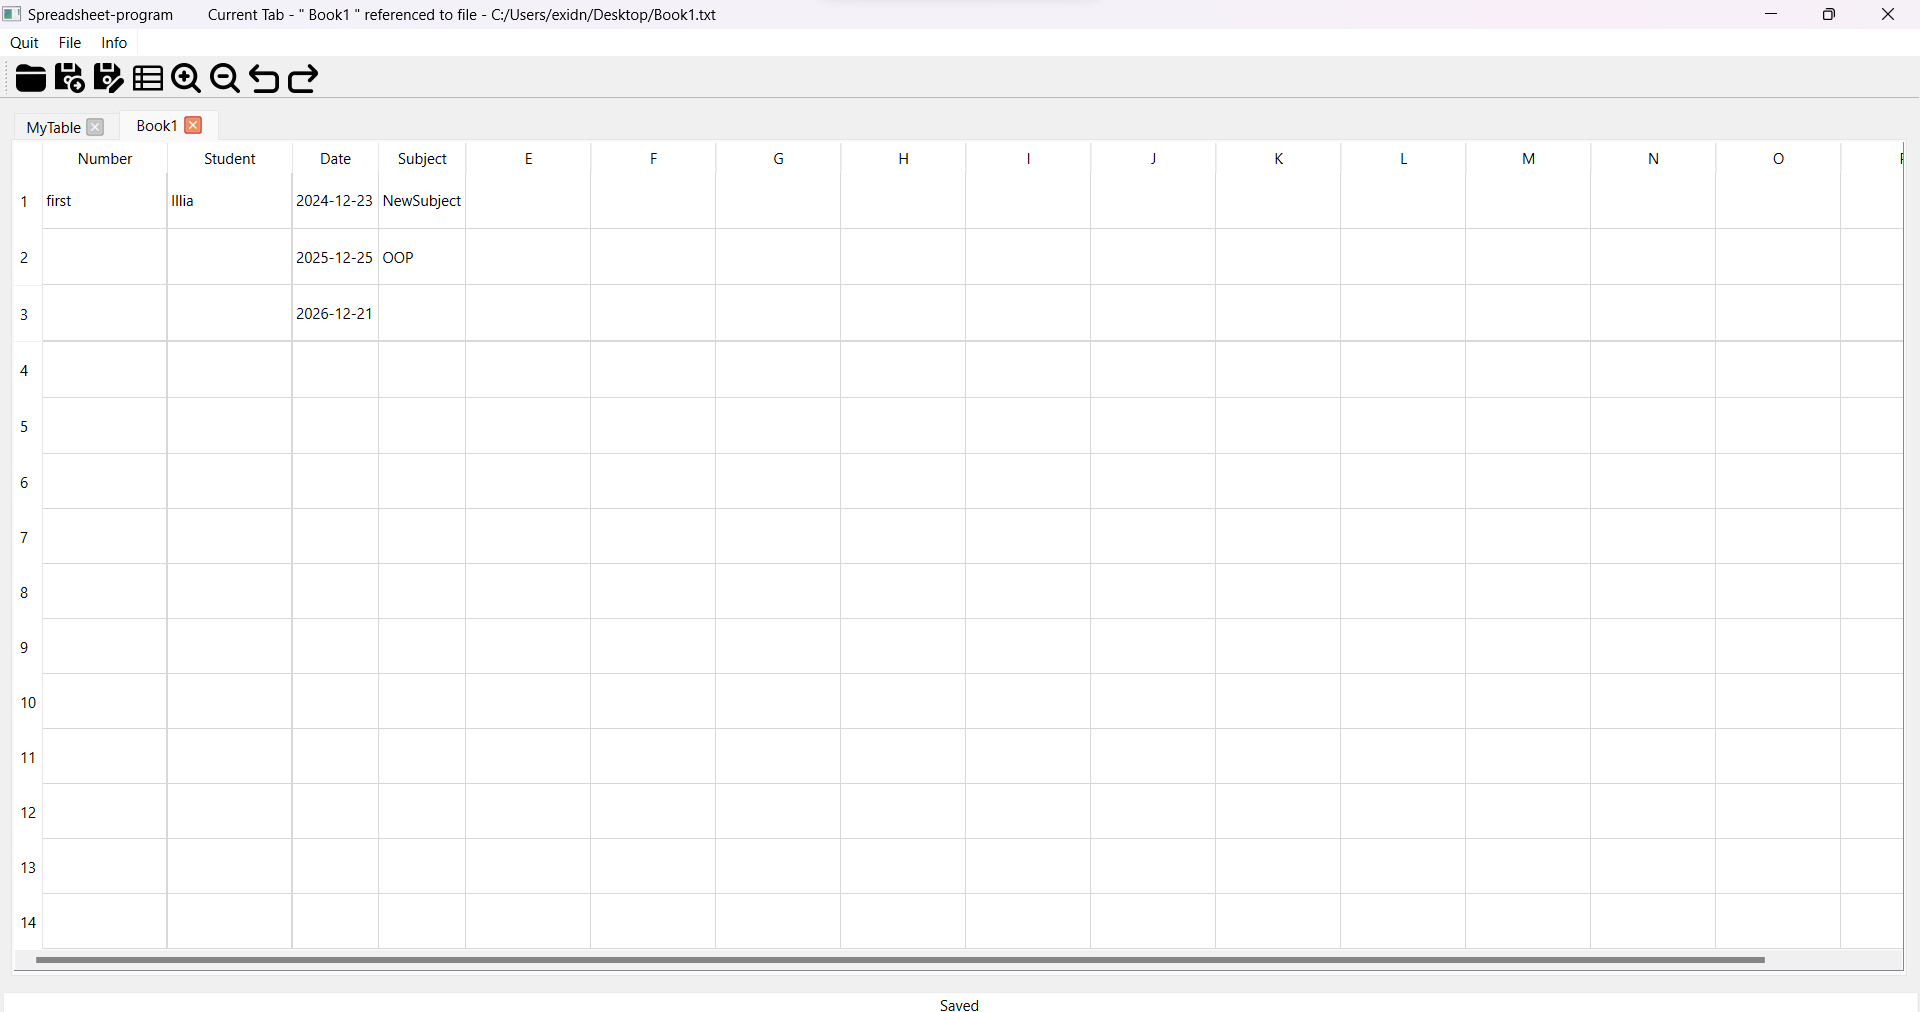 Spreadsheet-program Current Tab - " Book1 " referenced to file - C:/Users/exidn/Desktop/Book1.txt
Quit File Info
MyTable Book1
Number Student Date Subject E F G H I J K L M N O
1 first Illia 2024-12-23 NewSubject
2 2025-12-25 OOP
3 2026-12-21
4
5
6
7
8
9
10
11
12
13
14
Saved